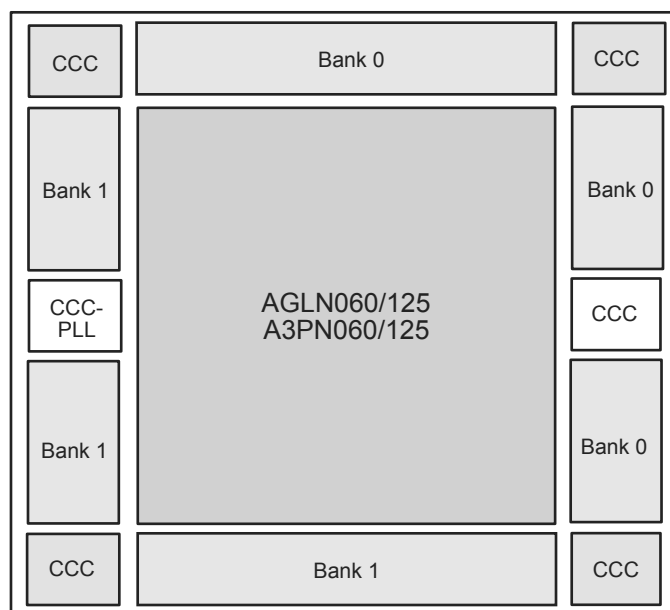 CCC
Bank 0
CCC
Bank 1
Bank 0
CCC-
PLL
AGLN060/125
A3PN060/125
CCC
Bank 1
Bank 0
CCC
Bank 1
CCC